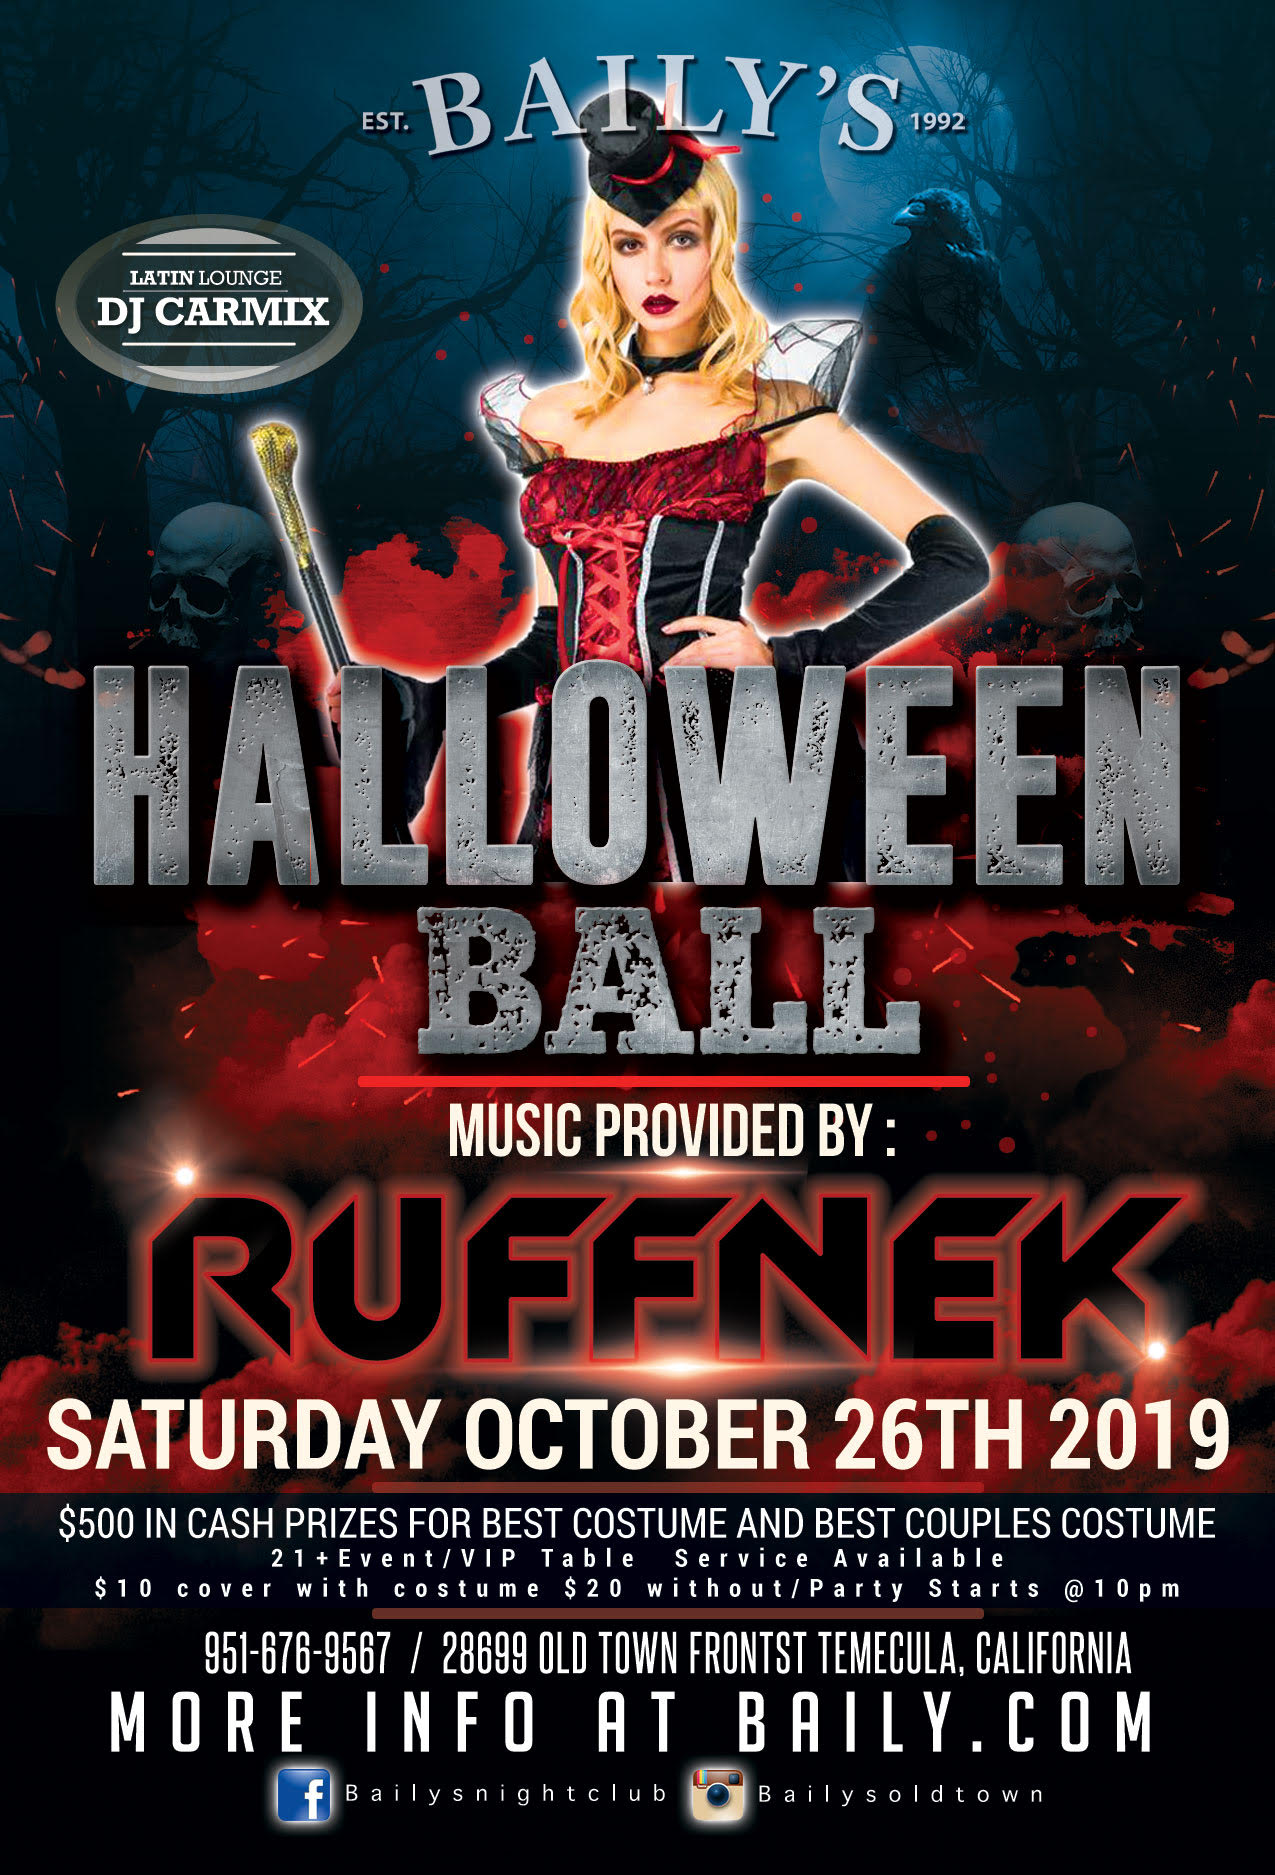 BAILY'S
EST. 1992
LATIN LOUNGE
DJ CARMIX
HALLOWEEN
BALL
MUSIC PROVIDED BY :
RUFFNEK
SATURDAY OCTOBER 26TH 2019
$500 IN CASH PRIZES FOR BEST COSTUME AND BEST COUPLES COSTUME
21+Event/VIP Table Service Available
$10 cover with costume $20 without/Party Starts @10pm
951-676-9567 / 28699 OLD TOWN FRONTST TEMECULA, CALIFORNIA
MORE INFO AT BAILY.COM
f Bailysnightclub Bailysoldtown